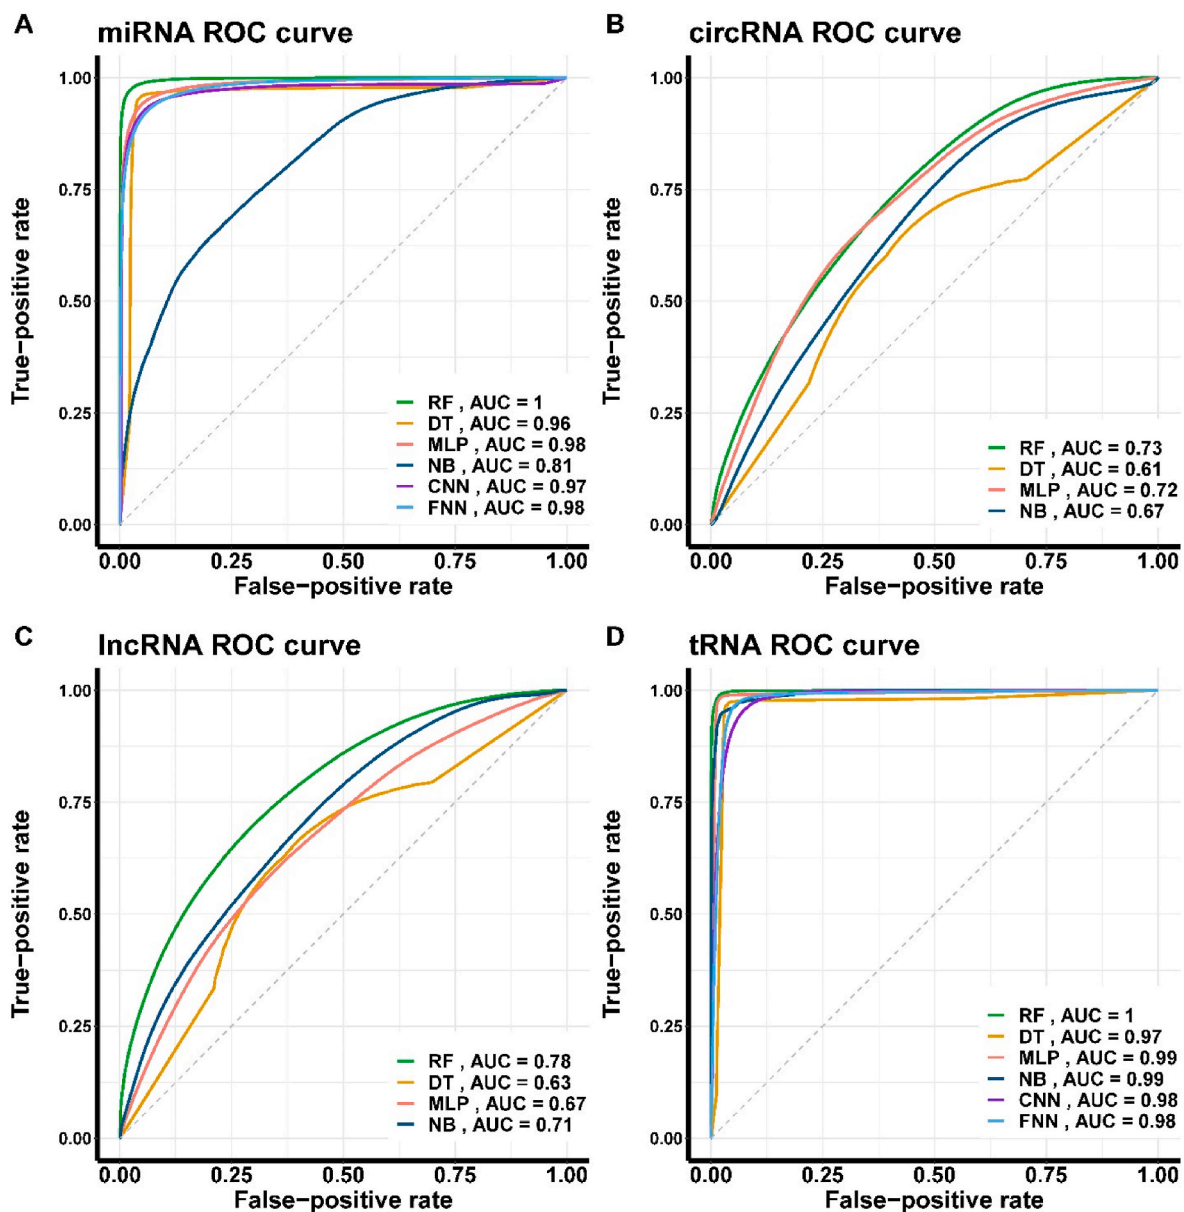 A
miRNA ROC curve
True-positive rate
1.00
0.75
0.50
0.25
0.00
RF , AUC = 1
DT , AUC = 0.96
MLP , AUC = 0.98
NB , AUC = 0.81
CNN , AUC = 0.97
FNN , AUC = 0.98
0.00 0.25 0.50 0.75 1.00
False-positive rate
B
circRNA ROC curve
True-positive rate
1.00
0.75
0.50
0.25
0.00
RF , AUC = 0.73
DT , AUC = 0.61
MLP , AUC = 0.72
NB , AUC = 0.67
0.00 0.25 0.50 0.75 1.00
False-positive rate
C
lncRNA ROC curve
True-positive rate
1.00
0.75
0.50
0.25
0.00
RF , AUC = 0.78
DT , AUC = 0.63
MLP , AUC = 0.67
NB , AUC = 0.71
0.00 0.25 0.50 0.75 1.00
False-positive rate
D
tRNA ROC curve
True-positive rate
1.00
0.75
0.50
0.25
0.00
RF , AUC = 1
DT , AUC = 0.97
MLP , AUC = 0.99
NB , AUC = 0.99
CNN , AUC = 0.98
FNN , AUC = 0.98
0.00 0.25 0.50 0.75 1.00
False-positive rate